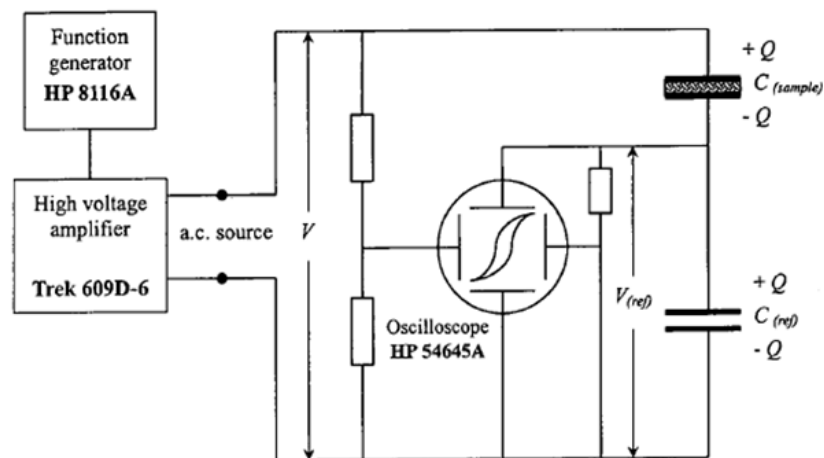 Function
generator
HP 8116A
High voltage
amplifier
Trek 609D-6
a.c. source
V
Oscilloscope
HP 54645A
V(ref)
+ Q
C (sample)
- Q
+ Q
C (ref)
- Q